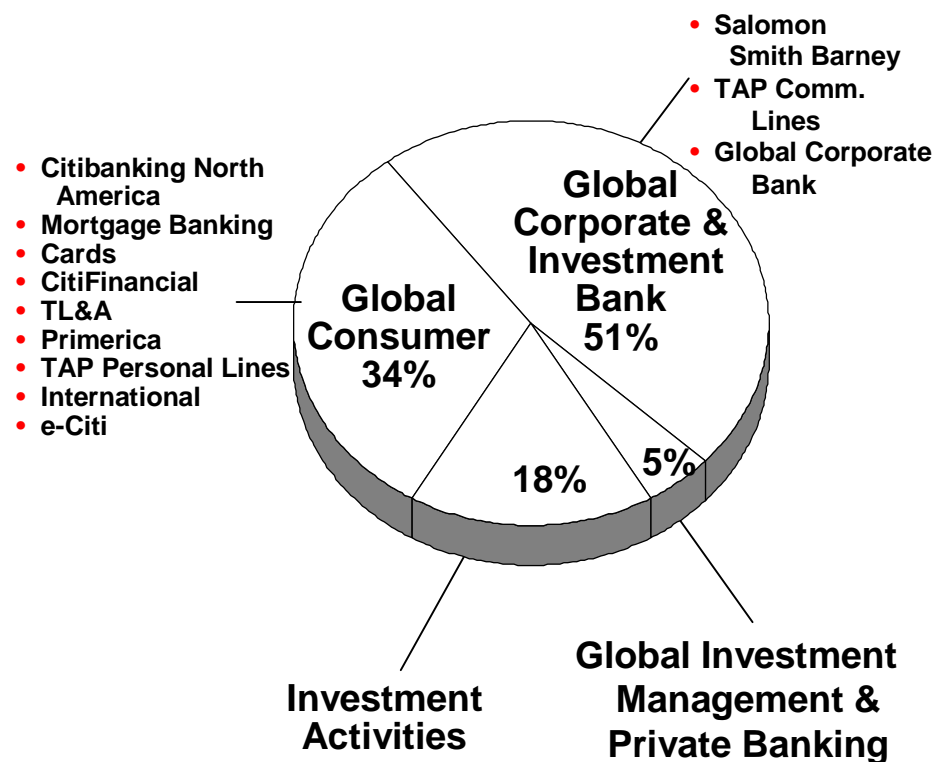 • Salomon
Smith Barney
• TAP Comm.
Lines
• Global Corporate
Bank
• Citibanking North
America
• Mortgage Banking
• Cards
• CitiFinancial
• TL&A
• Primerica
• TAP Personal Lines
• International
• e-Citi
Global
Corporate &
Investment
Bank
51%
Global
Consumer
34%
18%
5%
Investment
Activities
Global Investment
Management &
Private Banking